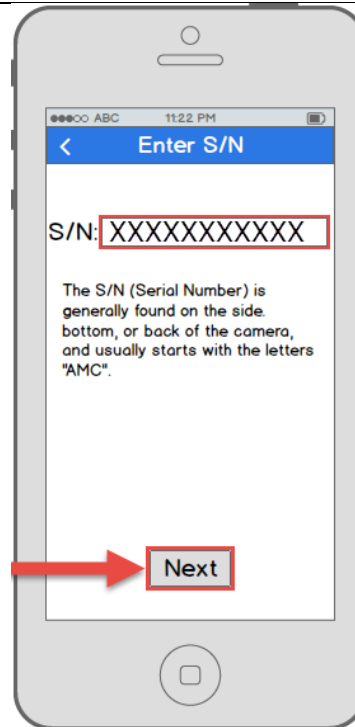 ABC 11:22 PM
< Enter S/N
S/N: XXXXXXXXXXX
The S/N (Serial Number) is
generally found on the side.
bottom, or back of the camera,
and usually starts with the letters
"AMC".
Next